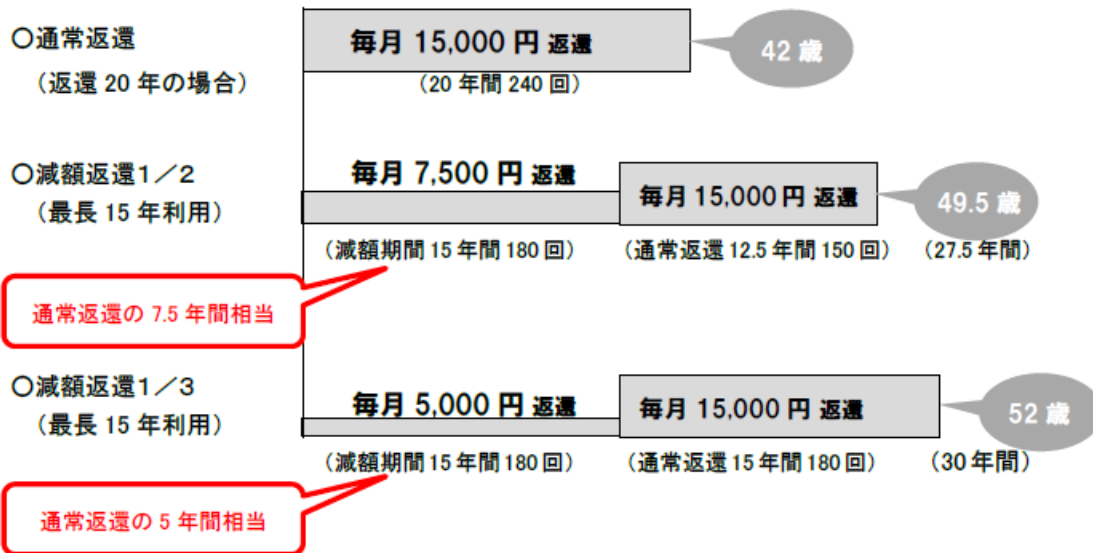 ○通常返還
毎月 15,000 円 返還
42 歳
（返還 20 年の場合）
（20 年間 240 回）
○減額返還１／２
毎月 7,500 円 返還
毎月 15,000 円 返還
49.5 歳
（最長 15 年利用）
（減額期間 15 年間 180 回）
（通常返還 12.5 年間 150 回）
（27.5 年間）
通常返還の 7.5 年間相当
○減額返還１／３
毎月 5,000 円 返還
毎月 15,000 円 返還
52 歳
（最長 15 年利用）
（減額期間 15 年間 180 回）
（通常返還 15 年間 180 回）
（30 年間）
通常返還の 5 年間相当